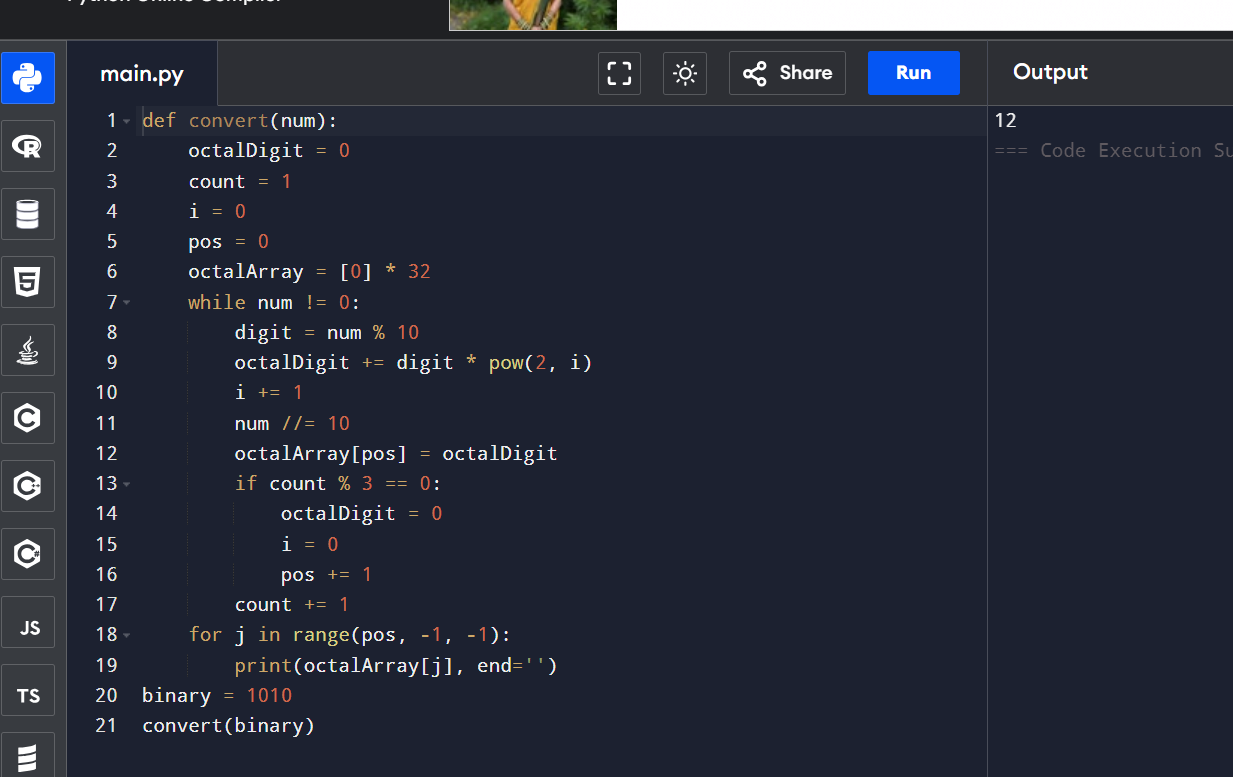 Python Online Compiler
main.py
Share
Run
Output
1 def convert(num):
2 octalDigit = 0
3 count = 1
4 i = 0
5 pos = 0
6 octalArray = [0] * 32
7 while num != 0:
8 digit = num % 10
9 octalDigit += digit * pow(2, i)
10 i += 1
11 num //= 10
12 octalArray[pos] = octalDigit
13 if count % 3 == 0:
14 octalDigit = 0
15 i = 0
16 pos += 1
17 count += 1
18 for j in range(pos, -1, -1):
19 print(octalArray[j], end='')
20 binary = 1010
21 convert(binary)
12
=== Code Execution Su
R
5
C
C++
C#
JS
TS